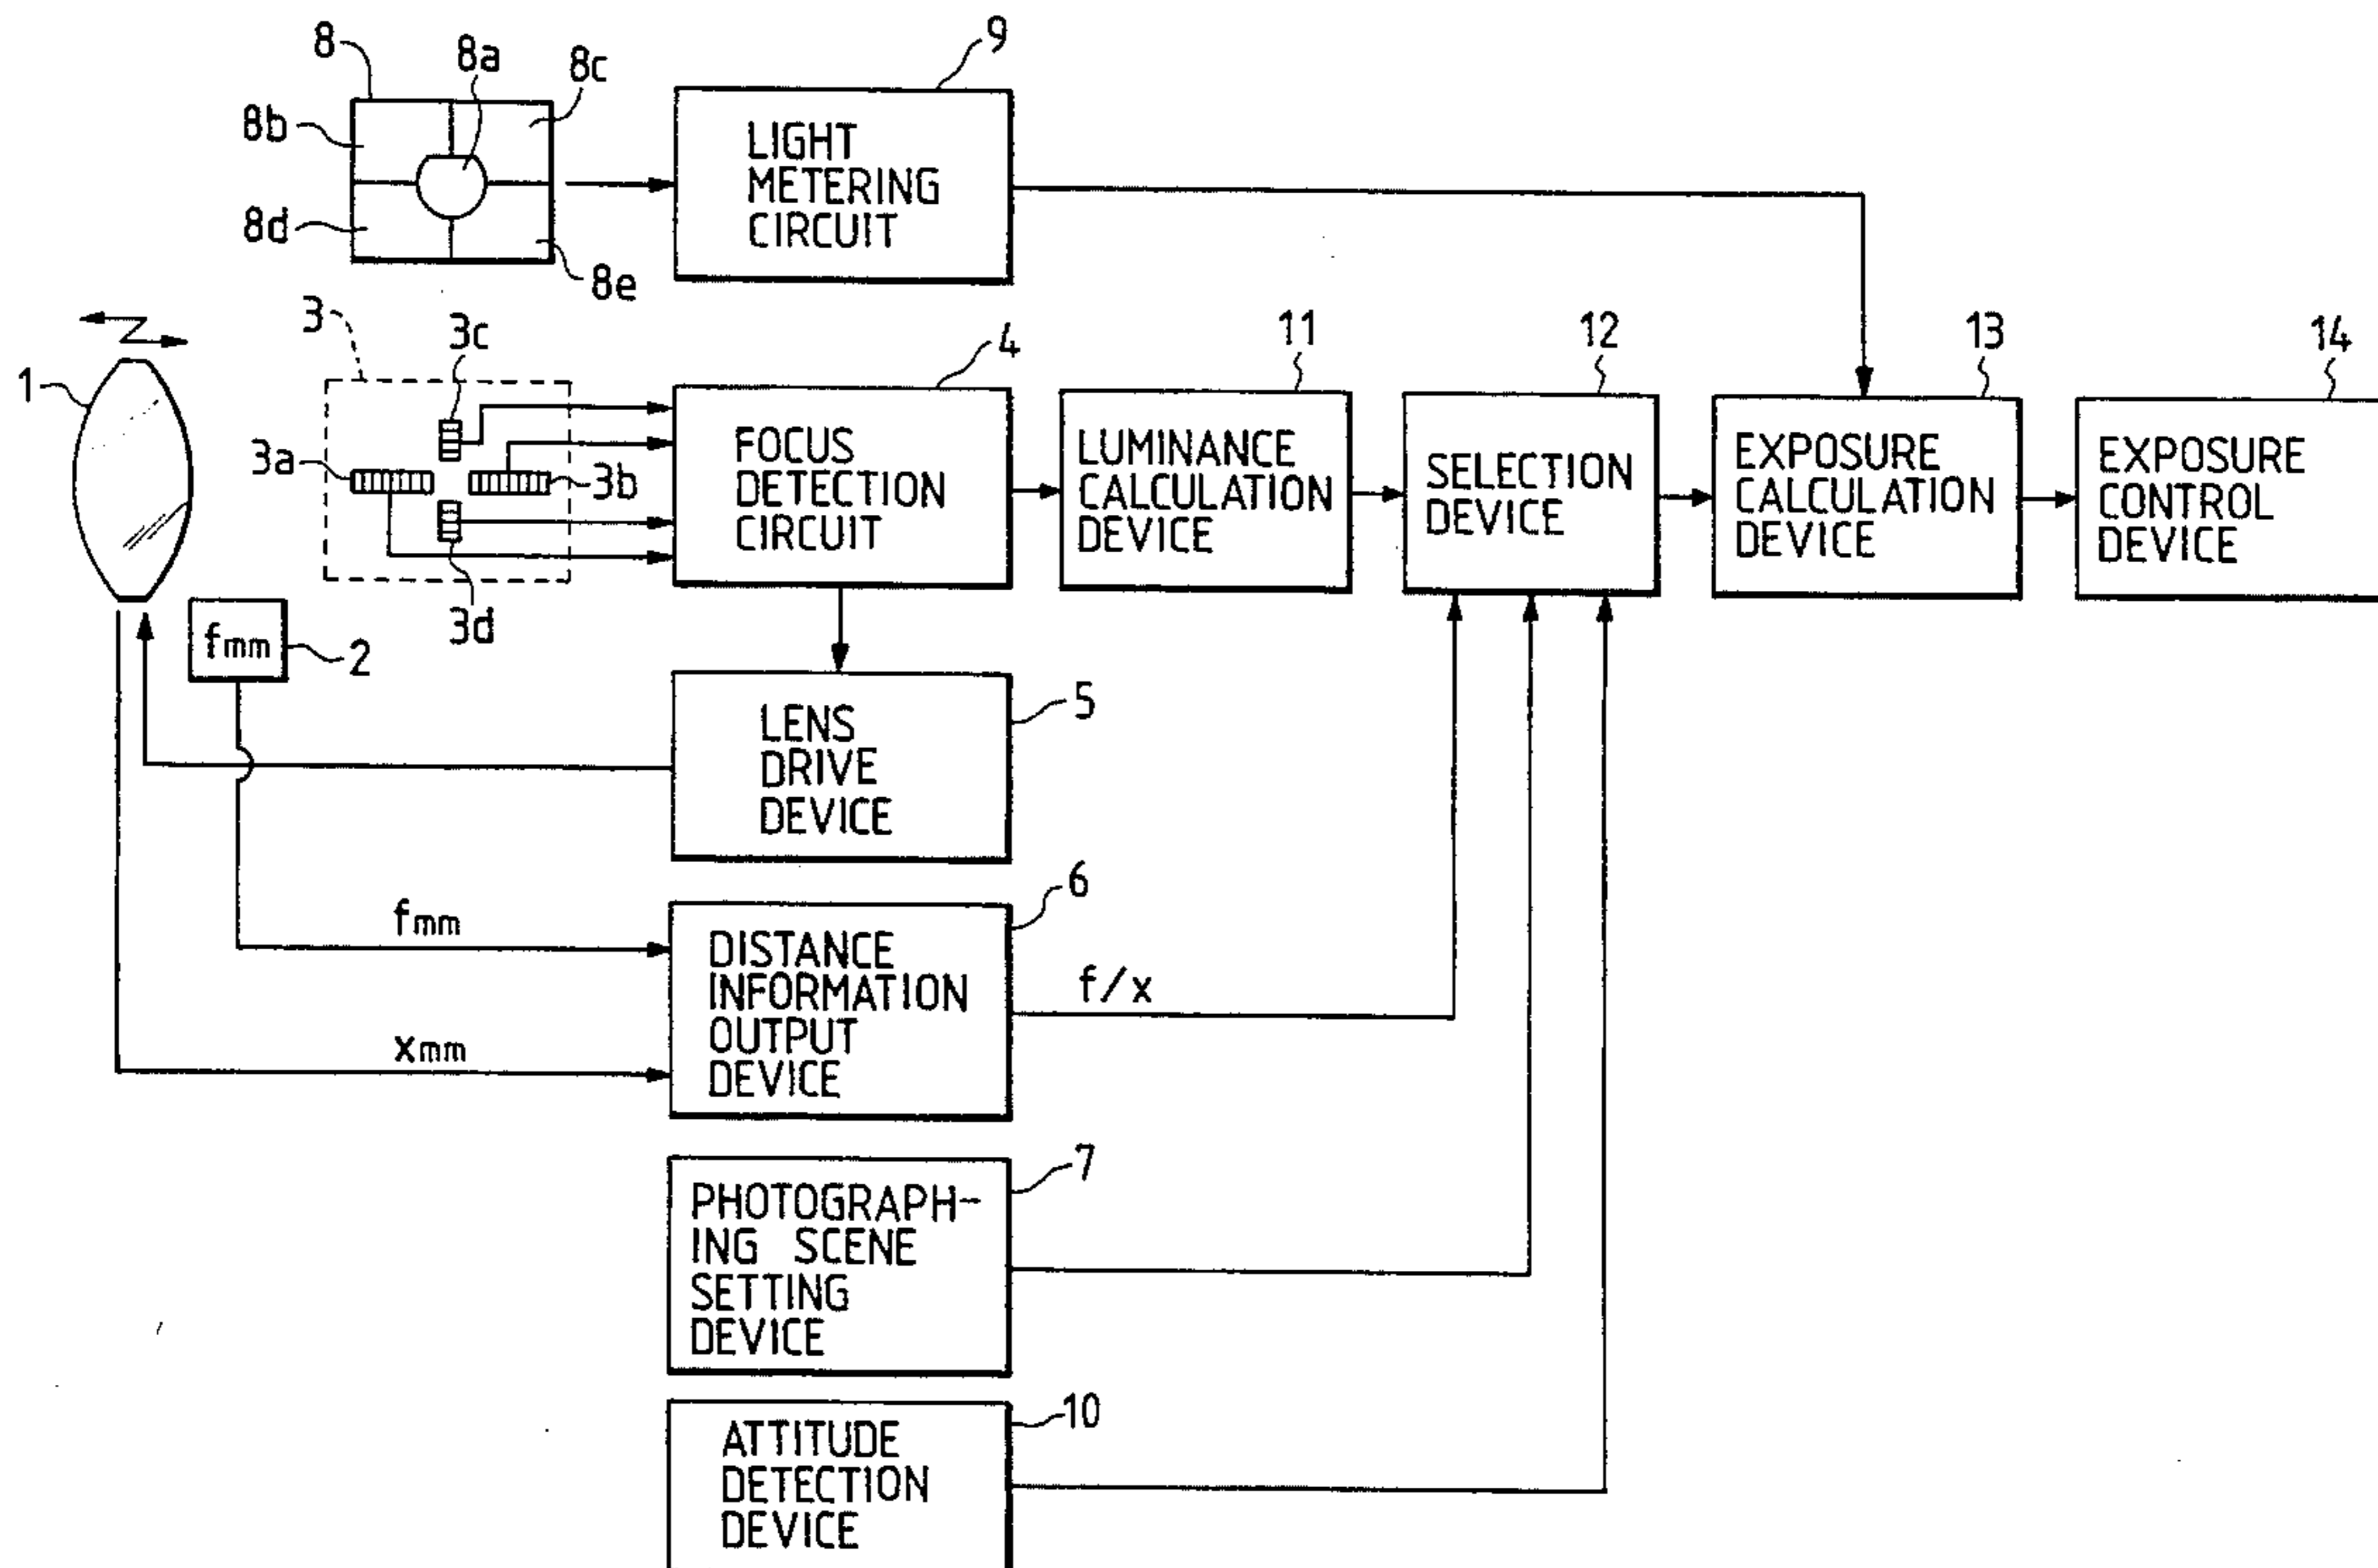 8
8a
8c
9
8b
8d
8e
LIGHT
METERING
CIRCUIT
3
3c
4
11
12
13
14
1
3a
3b
3d
FOCUS
DETECTION
CIRCUIT
LUMINANCE
CALCULATION
DEVICE
SELECTION
DEVICE
EXPOSURE
CALCULATION
DEVICE
EXPOSURE
CONTROL
DEVICE
fmm
2
5
LENS
DRIVE
DEVICE
6
fmm
xmm
DISTANCE
INFORMATION
OUTPUT
DEVICE
f/x
7
PHOTOGRAPH-
ING SCENE
SETTING
DEVICE
10
ATTITUDE
DETECTION
DEVICE